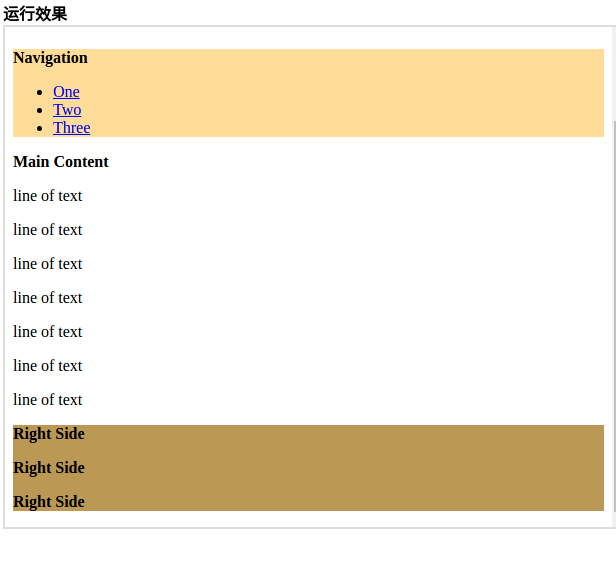 运行效果
Navigation
One
Two
Three
Main Content
line of text
line of text
line of text
line of text
line of text
line of text
line of text
Right Side
Right Side
Right Side